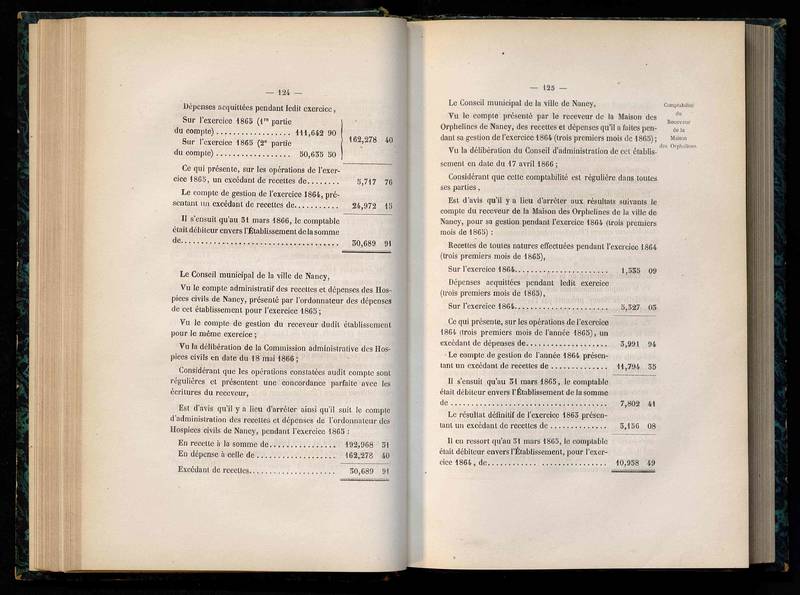 — 124 —
Dépenses acquittées pendant ledit exercice,
Sur l'exercice 1865 (1re partie
du compte) .................. 111,642 90
Sur l'exercice 1865 (2e partie
du compte) .................. 50,635 50
162,278 40
Ce qui présente, sur les opérations de l'exer-
cice 1865, un excédant de recettes de........ 5,717 76
Le compte de gestion de l'exercice 1864, pré-
sentant un excédant de recettes de........... 24,972 15
Il s'ensuit qu'au 31 mars 1866, le comptable
était débiteur envers l'Établissement de la somme
de...................................... 30,689 91
Le Conseil municipal de la ville de Nancy,
Vu le compte administratif des recettes et dépenses des Hos-
pices civils de Nancy, présenté par l'ordonnateur des dépenses
de cet établissement pour l'exercice 1865;
Vu le compte de gestion du receveur dudit établissement
pour le même exercice;
Vu la délibération de la Commission administrative des Hos-
pices civils en date du 18 mai 1866;
Considérant que les opérations constatées audit compte sont
régulières et présentent une concordance parfaite avec les
écritures du receveur,
Est d'avis qu'il y a lieu d'arrêter ainsi qu'il suit le compte
d'administration des recettes et dépenses de l'ordonnateur des
Hospices civils de Nancy, pendant l'exercice 1865 :
En recette à la somme de................ 192,968 31
En dépense à celle de ................... 162,278 40
Excédant de recettes..................... 30,689 91
— 125 —
Le Conseil municipal de la ville de Nancy,
Vu le compte présenté par le receveur de la Maison des
Orphelines de Nancy, des recettes et dépenses qu'il a faites pen-
dant sa gestion de l'exercice 1864 (trois premiers mois de 1865);
Vu la délibération du Conseil d'administration de cet établis-
sement en date du 17 avril 1866;
Considérant que cette comptabilité est régulière dans toutes
ses parties,
Est d'avis qu'il y a lieu d'arrêter aux résultats suivants le
compte du receveur de la Maison des Orphelines de la ville de
Nancy, pour sa gestion pendant l'exercice 1864 (trois premiers
mois de 1865) :
Recettes de toutes natures effectuées pendant l'exercice 1864
(trois premiers mois de 1865),
Sur l'exercice 1864....................... 1,335 09
Dépenses acquittées pendant ledit exercice
(trois premiers mois de 1865),
Sur l'exercice 1864....................... 5,327 03
Ce qui présente, sur les opérations de l'exercice
1864 (trois premiers mois de l'année 1865), un
excédant de dépenses de.................... 3,991 94
Le compte de gestion de l'année 1864 présen-
tant un excédant de recettes de .............. 11,794 35
Il s'ensuit qu'au 31 mars 1865, le comptable
était débiteur envers l'Établissement de la somme
de ...................................... 7,802 41
Le résultat définitif de l'exercice 1863 présen-
tant un excédant de recettes de .............. 3,156 08
Il en ressort qu'au 31 mars 1865, le comptable
était débiteur envers l'Établissement, pour l'exer-
cice 1864, de............................ 10,958 49
Comptabilité
du
Receveur
de la
Maison
des Orphelines.